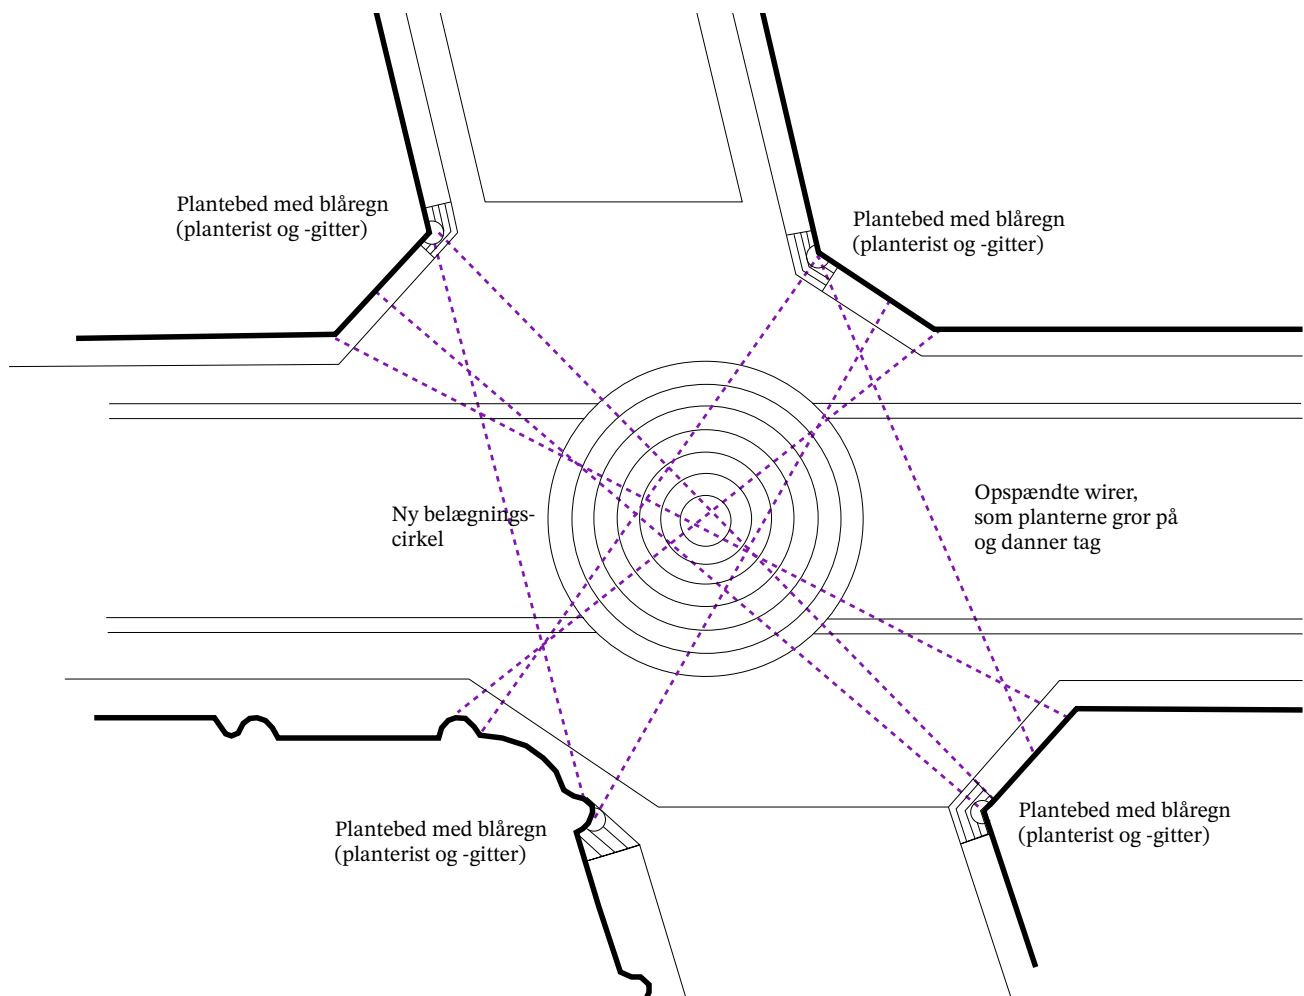 Plantebed med blåregn
(planterist og -gitter)
Plantebed med blåregn
(planterist og -gitter)
Ny belægnings-
cirkel
Opspændte wirer,
som planterne gror på
og danner tag
Plantebed med blåregn
(planterist og -gitter)
Plantebed med blåregn
(planterist og -gitter)